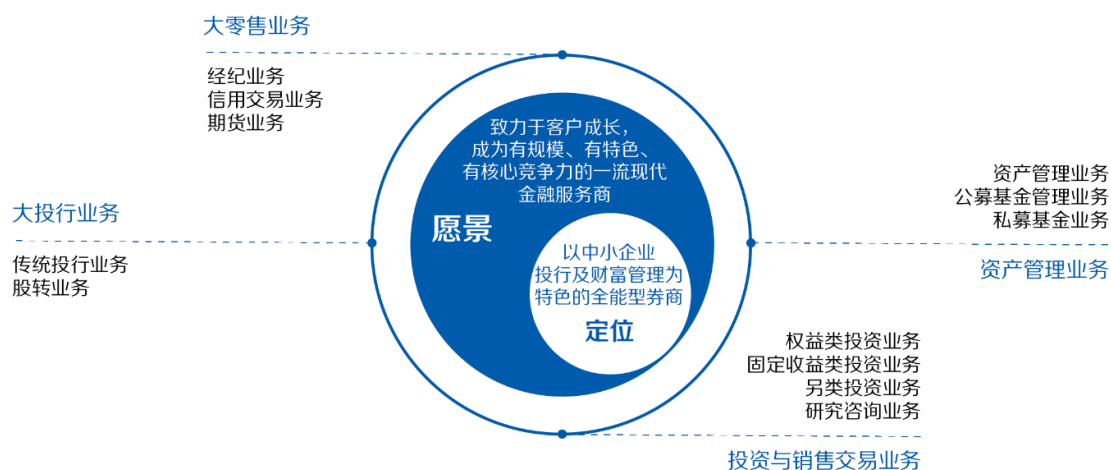 大零售业务
经纪业务
信用交易业务
期货业务
致力于客户成长，
成为有规模、有特色、
有核心竞争力的一流现代
金融服务商
愿景
以中小企业
投行及财富管理为
特色的全能型券商
定位
大投行业务
传统投行业务
股转业务
资产管理业务
公募基金管理业务
私募基金业务
资产管理业务
权益类投资业务
固定收益类投资业务
另类投资业务
研究咨询业务
投资与销售交易业务